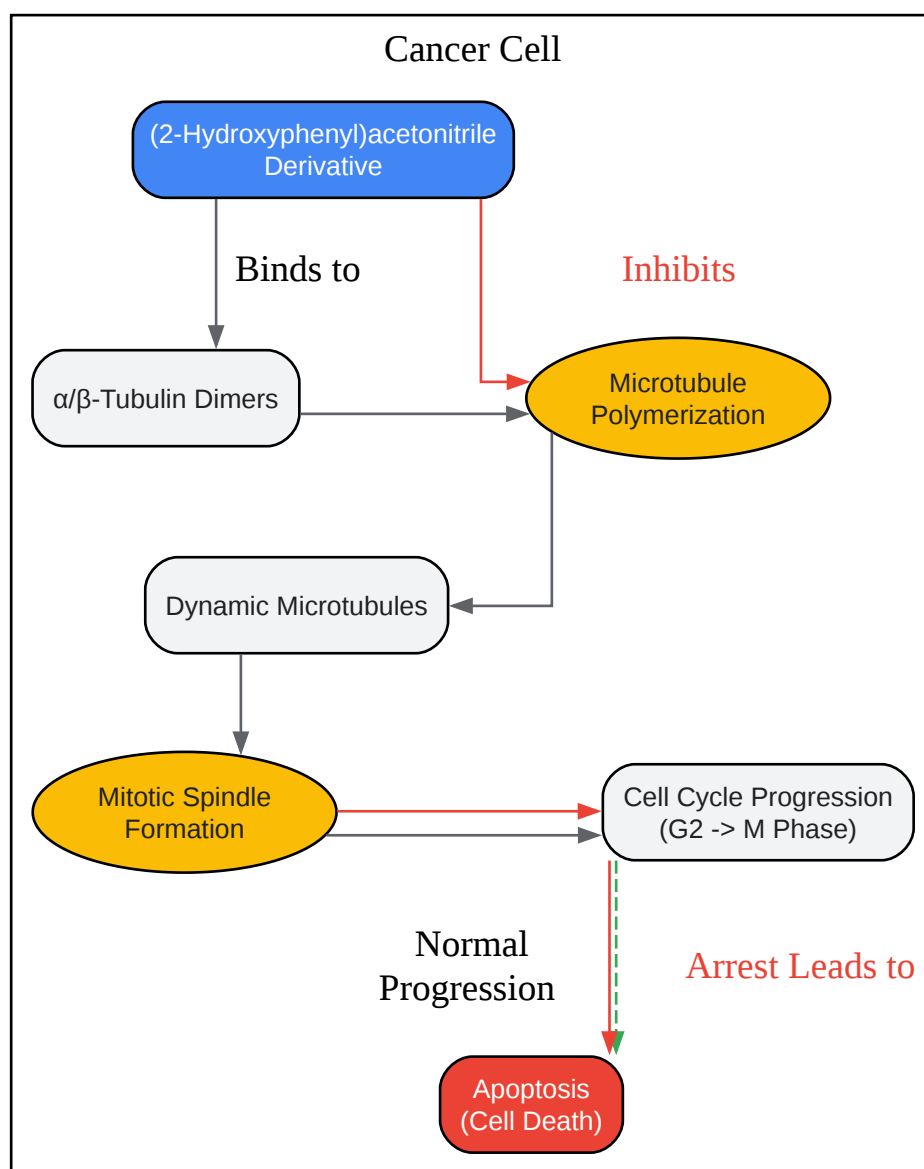 Cancer Cell
(2-Hydroxyphenyl)acetonitrile
Derivative
Binds to
Inhibits
α/β-Tubulin Dimers
Microtubule
Polymerization
Dynamic Microtubules
Mitotic Spindle
Formation
Cell Cycle Progression
(G2 -> M Phase)
Normal
Progression
Arrest Leads to
Apoptosis
(Cell Death)